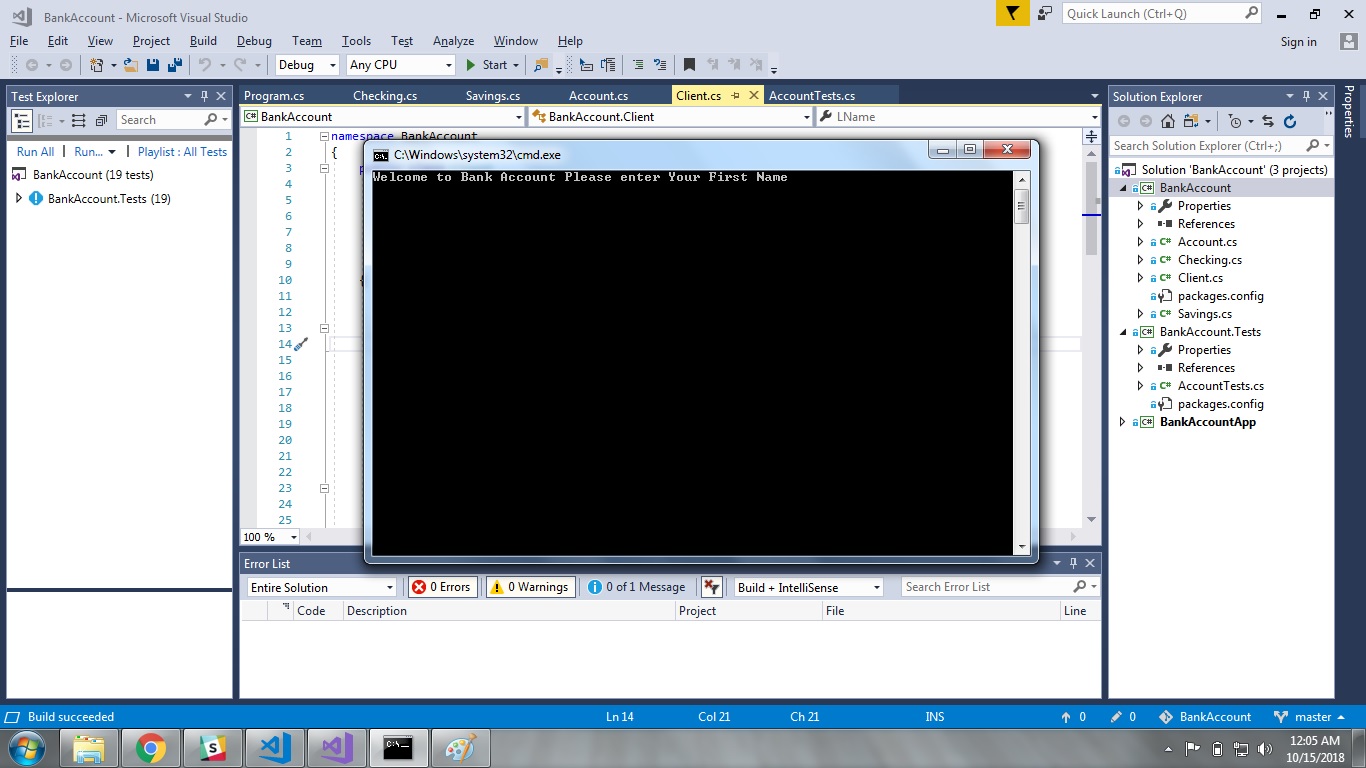 BankAccount - Microsoft Visual Studio
Quick Launch (Ctrl+Q)
File Edit View Project Build Debug Team Tools Test Analyze Window Help
Sign in
Debug Any CPU Start
Test Explorer
Search
Run All | Run... | Playlist : All Tests
BankAccount (19 tests)
BankAccount.Tests (19)
Program.cs Checking.cs Savings.cs Account.cs Client.cs AccountTests.cs
C# BankAccount BankAccount.Client LName
1 namespace BankAccount
2 {
3
4
5
6
7
8
9
10
11
12
13
14
15
16
17
18
19
20
21
22
23
24
25
100 %
C:\Windows\system32\cmd.exe
Welcome to Bank Account Please enter Your First Name
Solution Explorer
Search Solution Explorer (Ctrl+;)
Solution 'BankAccount' (3 projects)
C# BankAccount
Properties
References
C# Account.cs
C# Checking.cs
C# Client.cs
packages.config
C# Savings.cs
C# BankAccount.Tests
Properties
References
C# AccountTests.cs
packages.config
C# BankAccountApp
Properties
Error List
Entire Solution 0 Errors 0 Warnings 0 of 1 Message Build + IntelliSense Search Error List
Code Description Project File Line
Build succeeded Ln 14 Col 21 Ch 21 INS 0 0 BankAccount master
C:\
12:05 AM
10/15/2018